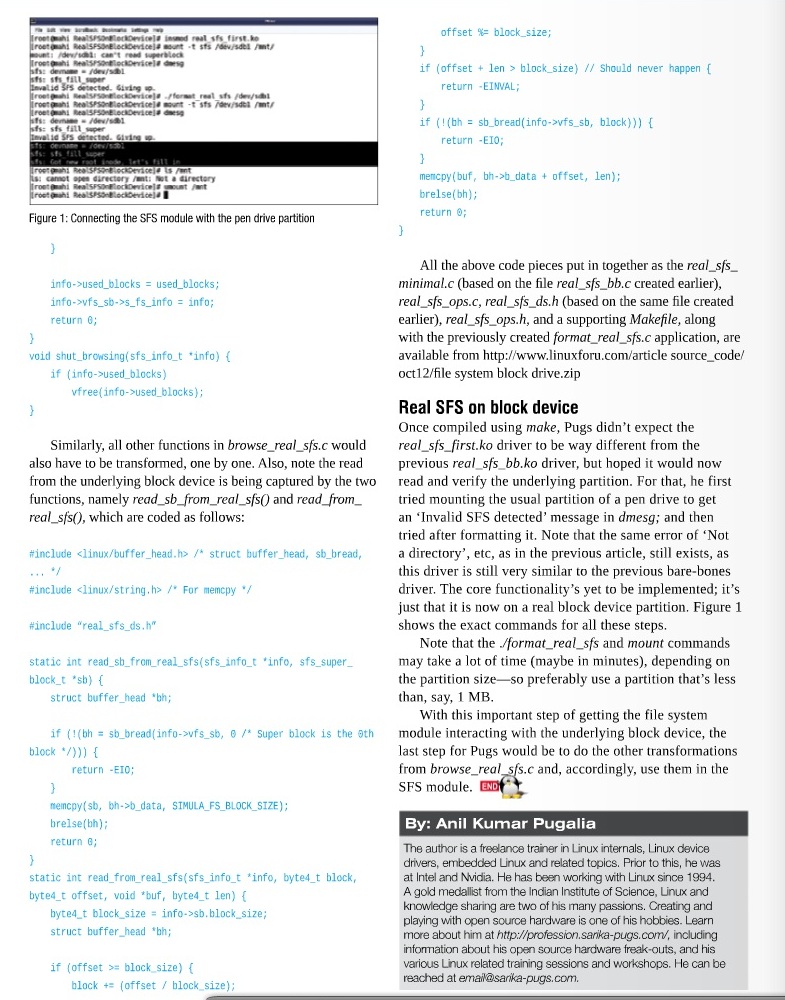 [root@mahi RealSFSOnBlockDevice]# insmod real_sfs_first.ko
[root@mahi RealSFSOnBlockDevice]# mount -t sfs /dev/sdb1 /mnt/
mount: /dev/sdb1: can't read superblock
[root@mahi RealSFSOnBlockDevice]# dmesg
sfs: devname = /dev/sdb1
sfs: sfs_fill_super
Invalid SFS detected. Giving up.
[root@mahi RealSFSOnBlockDevice]# ./format_real_sfs /dev/sdb1
[root@mahi RealSFSOnBlockDevice]# mount -t sfs /dev/sdb1 /mnt/
[root@mahi RealSFSOnBlockDevice]# dmesg
sfs: devname = /dev/sdb1
sfs: sfs_fill_super
Invalid SFS detected. Giving up.
sfs: devname = /dev/sdb1
sfs: sfs_fill_super
sfs: Got new root inode, let's fill in
[root@mahi RealSFSOnBlockDevice]# ls /mnt
ls: cannot open directory /mnt: Not a directory
[root@mahi RealSFSOnBlockDevice]# umount /mnt
[root@mahi RealSFSOnBlockDevice]#
Figure 1: Connecting the SFS module with the pen drive partition
}
info->used_blocks = used_blocks;
info->vfs_sb->s_fs_info = info;
return 0;
}
void shut_browsing(sfs_info_t *info) {
if (info->used_blocks)
vfree(info->used_blocks);
}
Similarly, all other functions in browse_real_sfs.c would
also have to be transformed, one by one. Also, note the read
from the underlying block device is being captured by the two
functions, namely read_sb_from_real_sfs() and read_from_
real_sfs(), which are coded as follows:
#include <linux/buffer_head.h> /* struct buffer_head, sb_bread,
... */
#include <linux/string.h> /* For memcpy */
#include “real_sfs_ds.h”
static int read_sb_from_real_sfs(sfs_info_t *info, sfs_super_
block_t *sb) {
struct buffer_head *bh;
if (!(bh = sb_bread(info->vfs_sb, 0 /* Super block is the 0th
block */))) {
return -EIO;
}
memcpy(sb, bh->b_data, SIMULA_FS_BLOCK_SIZE);
brelse(bh);
return 0;
}
static int read_from_real_sfs(sfs_info_t *info, byte4_t block,
byte4_t offset, void *buf, byte4_t len) {
byte4_t block_size = info->sb.block_size;
struct buffer_head *bh;
if (offset >= block_size) {
block += (offset / block_size);
offset %= block_size;
}
if (offset + len > block_size) // Should never happen {
return -EINVAL;
}
if (!(bh = sb_bread(info->vfs_sb, block))) {
return -EIO;
}
memcpy(buf, bh->b_data + offset, len);
brelse(bh);
return 0;
}
All the above code pieces put in together as the real_sfs_
minimal.c (based on the file real_sfs_bb.c created earlier),
real_sfs_ops.c, real_sfs_ds.h (based on the same file created
earlier), real_sfs_ops.h, and a supporting Makefile, along
with the previously created format_real_sfs.c application, are
available from http://www.linuxforu.com/article source_code/
oct12/file system block drive.zip
Real SFS on block device
Once compiled using make, Pugs didn’t expect the
real_sfs_first.ko driver to be way different from the
previous real_sfs_bb.ko driver, but hoped it would now
read and verify the underlying partition. For that, he first
tried mounting the usual partition of a pen drive to get
an ‘Invalid SFS detected’ message in dmesg; and then
tried after formatting it. Note that the same error of ‘Not
a directory’, etc, as in the previous article, still exists, as
this driver is still very similar to the previous bare-bones
driver. The core functionality’s yet to be implemented; it’s
just that it is now on a real block device partition. Figure 1
shows the exact commands for all these steps.
Note that the ./format_real_sfs and mount commands
may take a lot of time (maybe in minutes), depending on
the partition size—so preferably use a partition that’s less
than, say, 1 MB.
With this important step of getting the file system
module interacting with the underlying block device, the
last step for Pugs would be to do the other transformations
from browse_real_sfs.c and, accordingly, use them in the
SFS module. END
By: Anil Kumar Pugalia
The author is a freelance trainer in Linux internals, Linux device
drivers, embedded Linux and related topics. Prior to this, he was
at Intel and Nvidia. He has been working with Linux since 1994.
A gold medallist from the Indian Institute of Science, Linux and
knowledge sharing are two of his many passions. Creating and
playing with open source hardware is one of his hobbies. Learn
more about him at http://profession.sarika-pugs.com/, including
information about his open source hardware freak-outs, and his
various Linux related training sessions and workshops. He can be
reached at email@sarika-pugs.com.